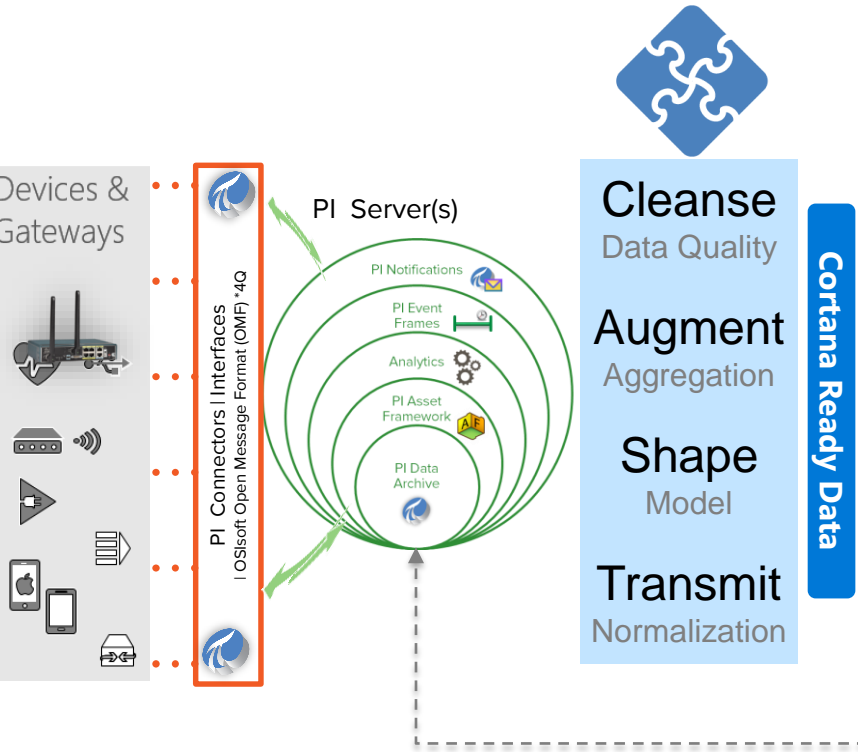 Devices &
Gateways
PI Connectors | Interfaces
| OSIsoft Open Message Format (OMF) *4Q
PI Server(s)
PI Notifications
PI Event
Frames
Analytics
PI Asset
Framework
AF
PI Data
Archive
Cleanse
Data Quality
Augment
Aggregation
Shape
Model
Transmit
Normalization
Cortana Ready Data